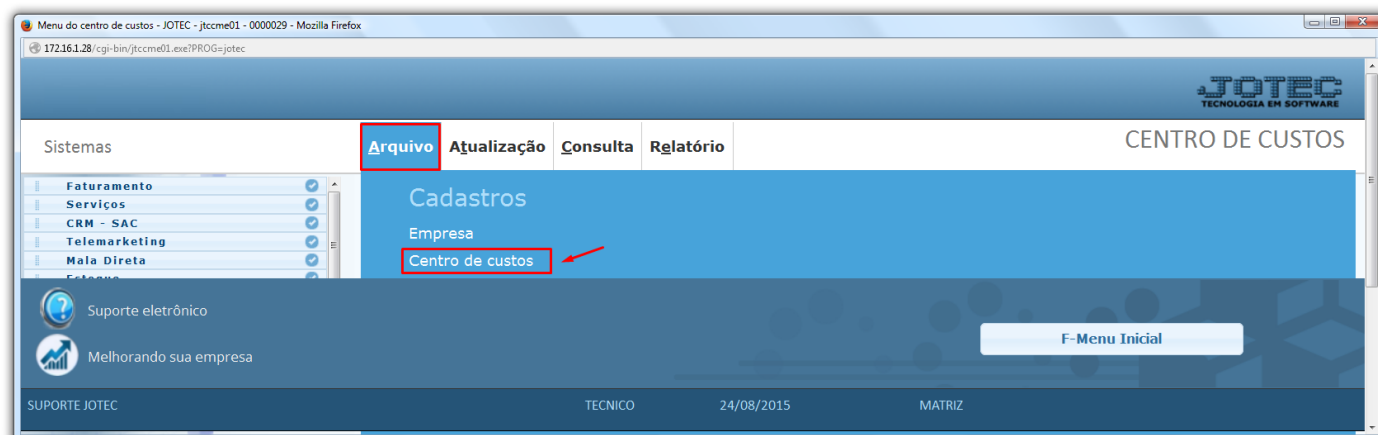 Menu do centro de custos - JOTEC - jtccme01 - 0000029 - Mozilla Firefox
172.16.1.28/cgi-bin/jtccme01.exe?PROG=jotec
JOTEC
TECNOLOGIA EM SOFTWARE
Sistemas
Arquivo Atualização Consulta Relatório
CENTRO DE CUSTOS
Faturamento
Serviços
CRM - SAC
Telemarketing
Mala Direta
Estoque
Cadastros
Empresa
Centro de custos
Suporte eletrônico
Melhorando sua empresa
F-Menu Inicial
SUPORTE JOTEC TECNICO 24/08/2015 MATRIZ